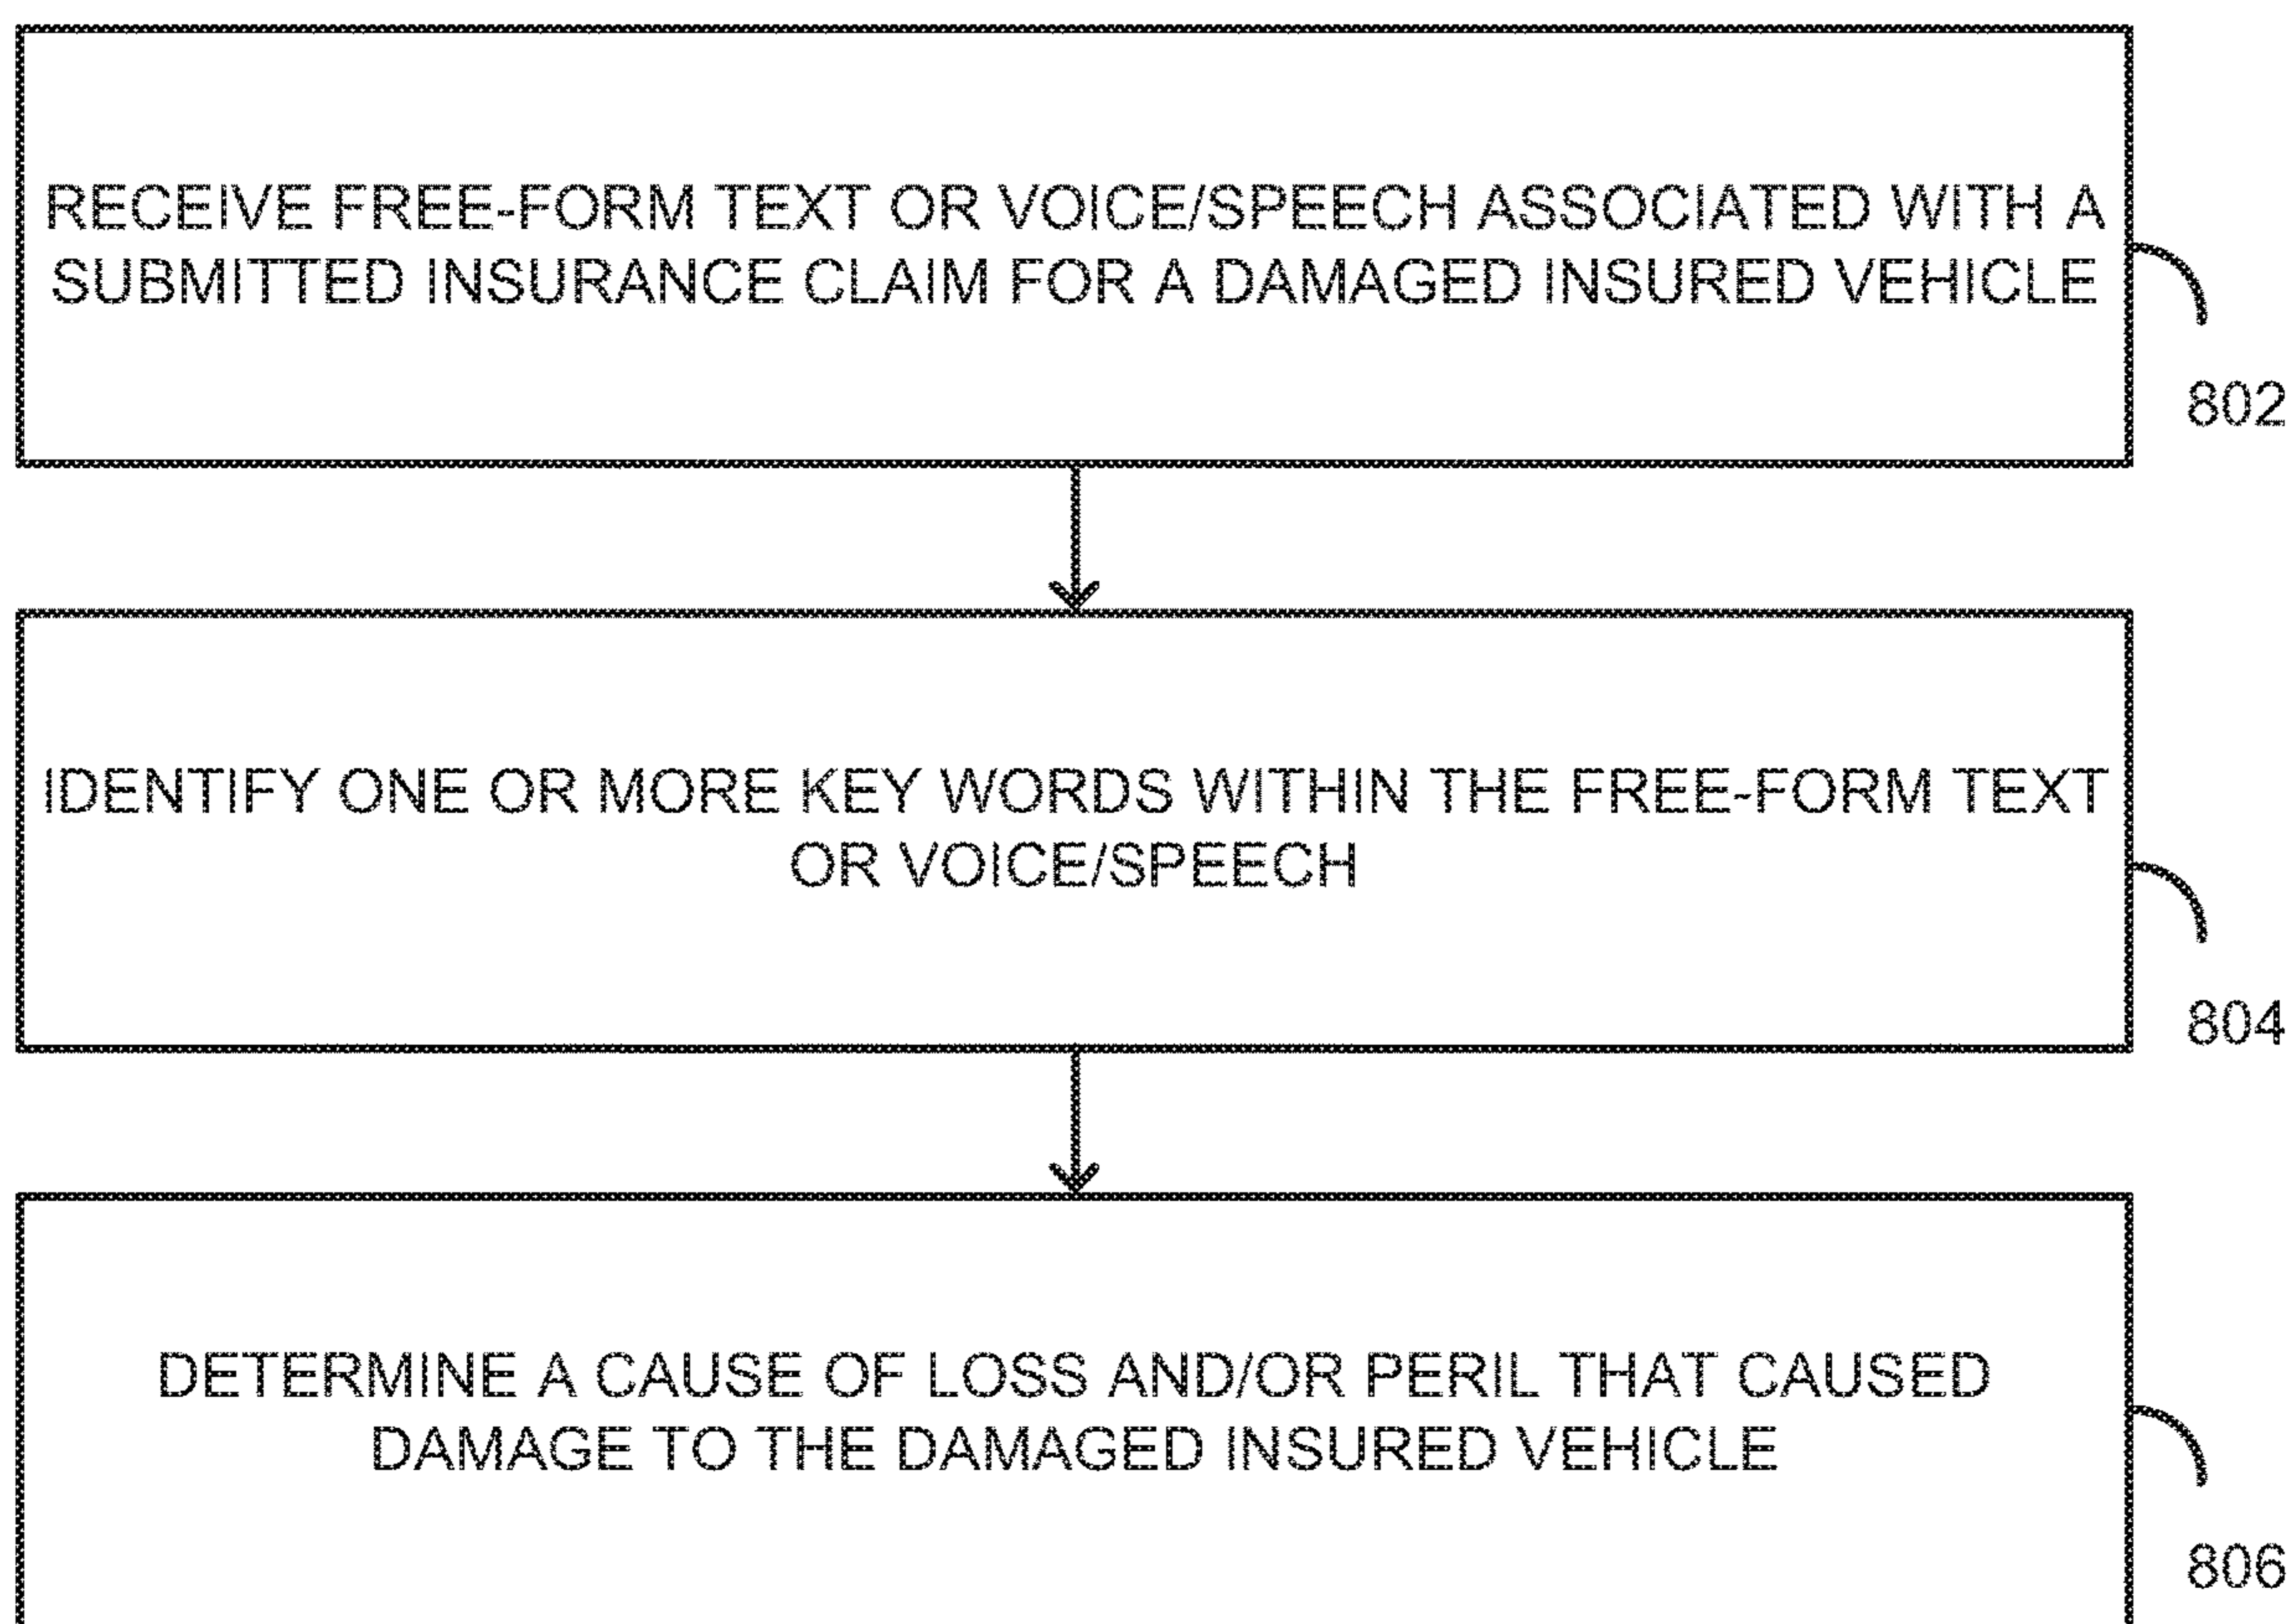 RECEIVE FREE-FORM TEXT OR VOICE/SPEECH ASSOCIATED WITH A
SUBMITTED INSURANCE CLAIM FOR A DAMAGED INSURED VEHICLE
802
IDENTIFY ONE OR MORE KEY WORDS WITHIN THE FREE-FORM TEXT
OR VOICE/SPEECH
804
DETERMINE A CAUSE OF LOSS AND/OR PERIL THAT CAUSED
DAMAGE TO THE DAMAGED INSURED VEHICLE
806